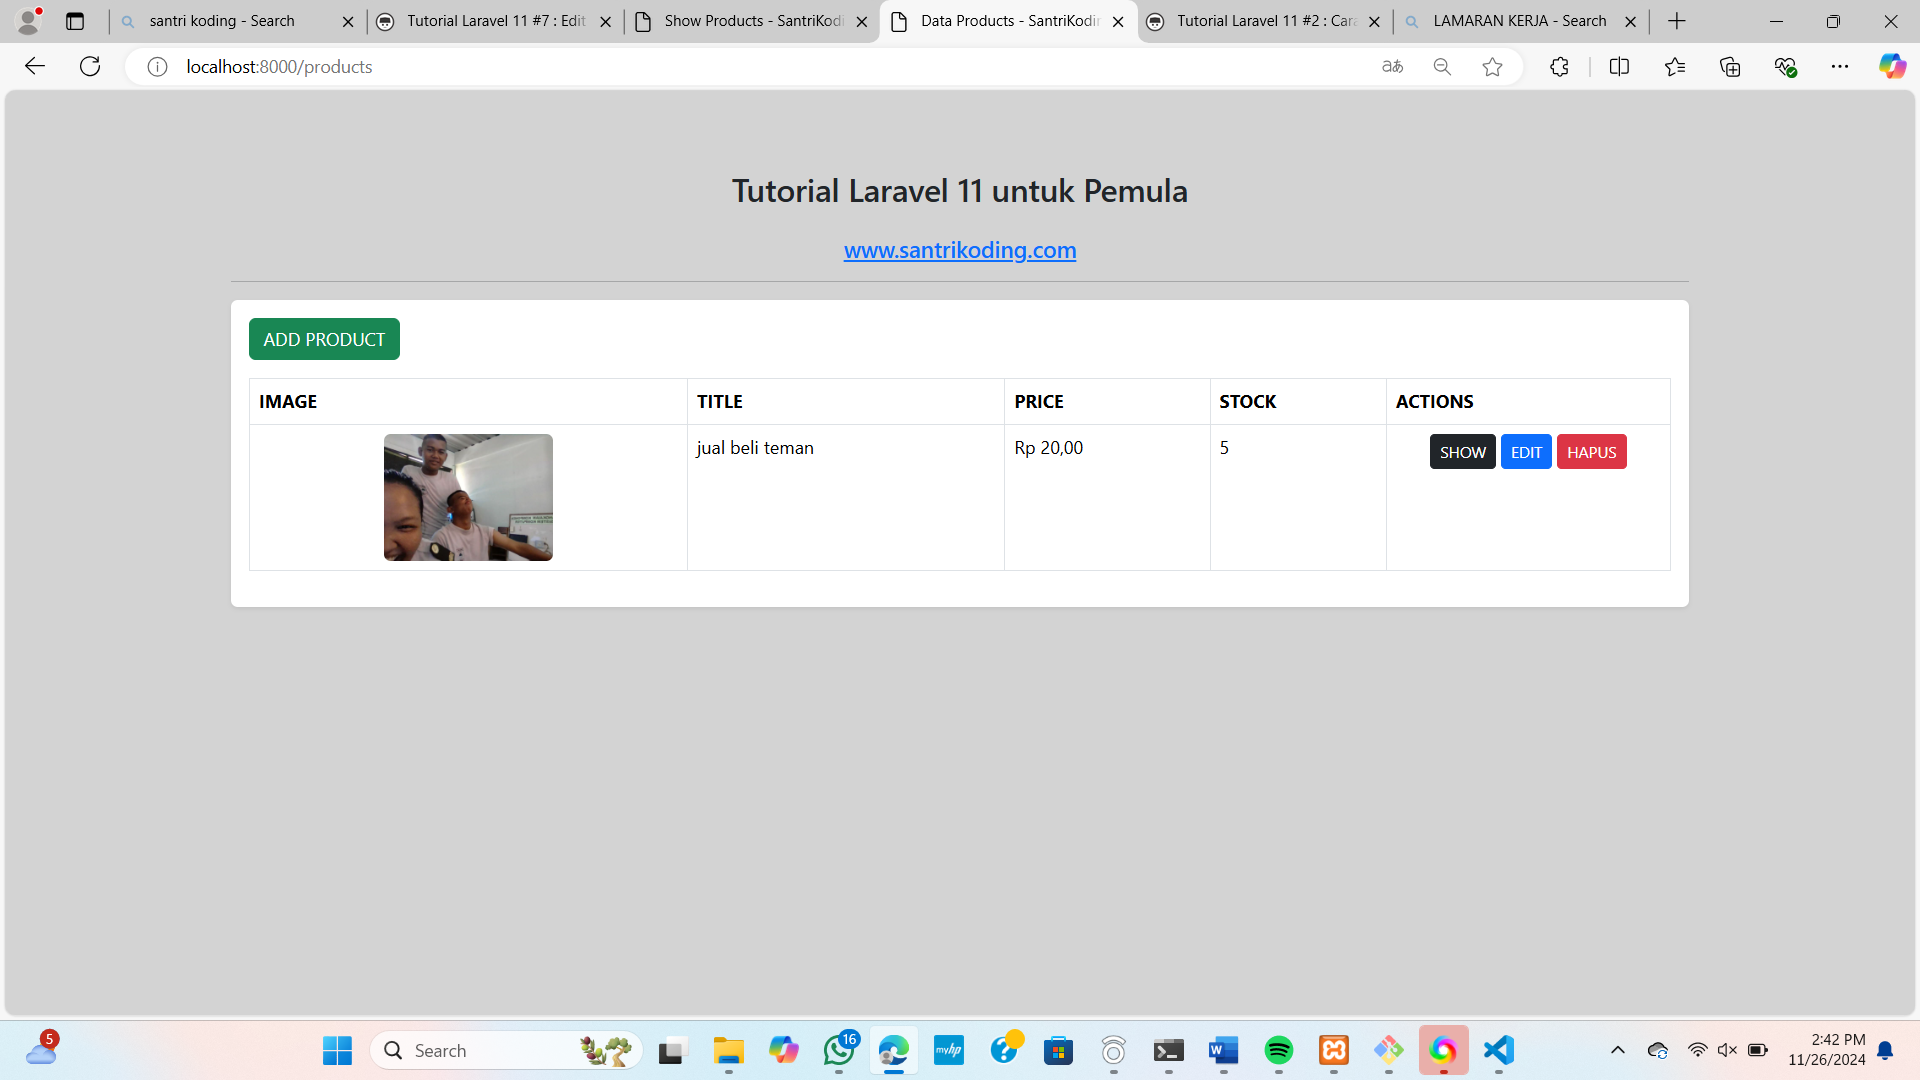 santri koding - Search
Tutorial Laravel 11 #7 : Edit
Show Products - SantriKodi
Data Products - SantriKodin
Tutorial Laravel 11 #2 : Cara
LAMARAN KERJA - Search
localhost:8000/products
Tutorial Laravel 11 untuk Pemula
www.santrikoding.com
ADD PRODUCT
IMAGE TITLE PRICE STOCK ACTIONS
jual beli teman Rp 20,00 5 SHOW EDIT HAPUS
5
Search
16
myhp
2:42 PM
11/26/2024